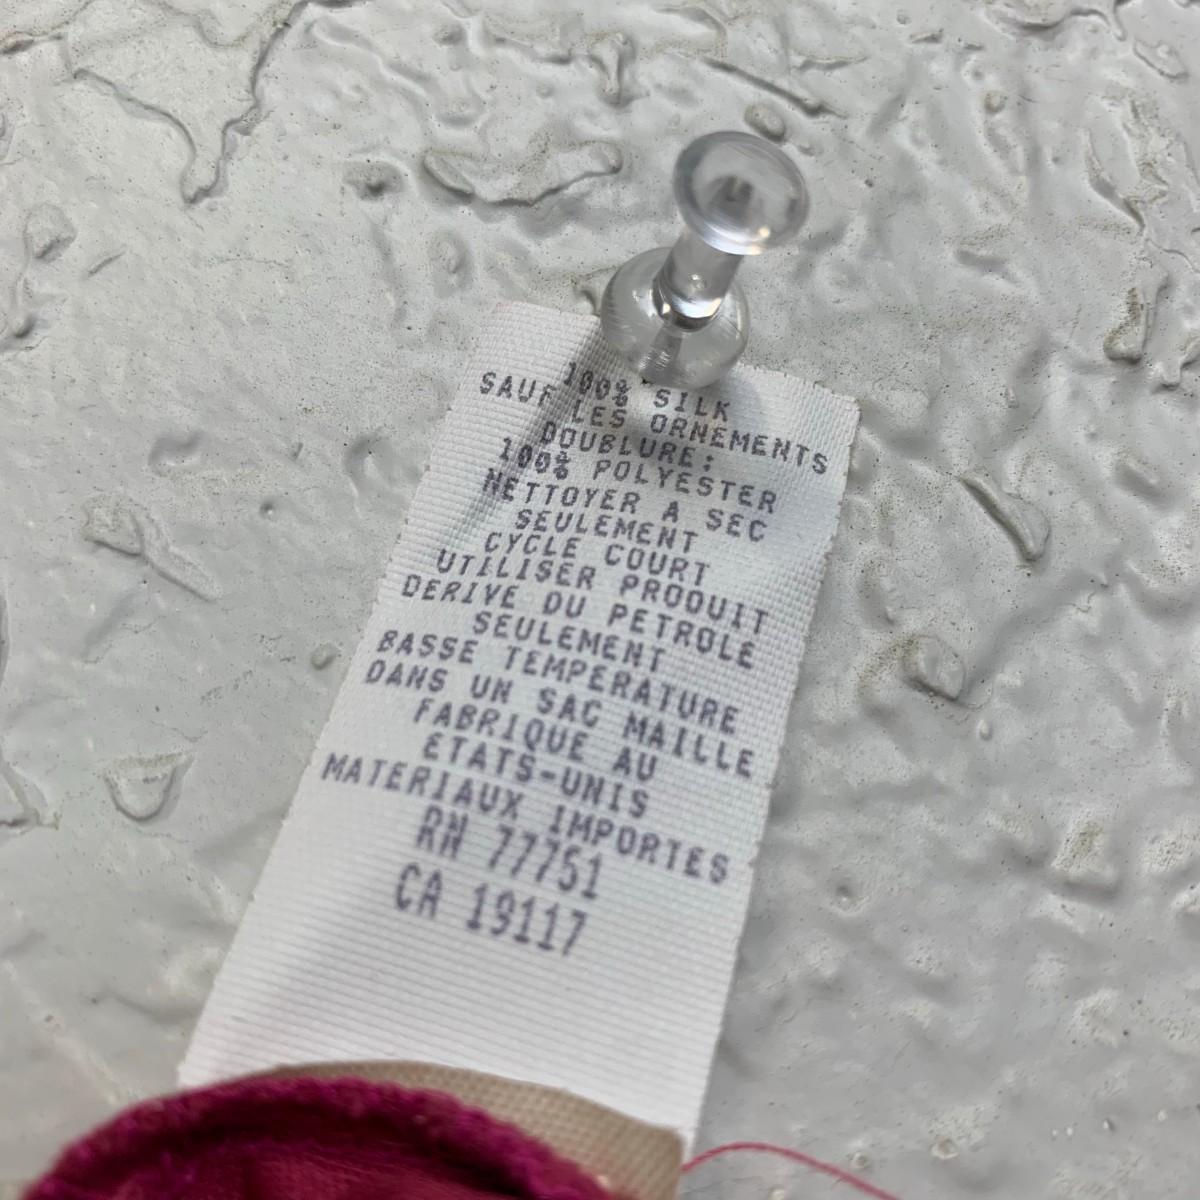 100% SILK
SAUF LES ORNEMENTS
DOUBLURE:
100% POLYESTER
NETTOYER A SEC
SEULEMENT
CYCLE COURT
UTILISER PRODUIT
DERIVE DU PETROLE
SEULEMENT
BASSE TEMPERATURE
DANS UN SAC MAILLE
FABRIQUE AU
ETATS-UNIS
MATERIAUX IMPORTES
RN 77751
CA 19117